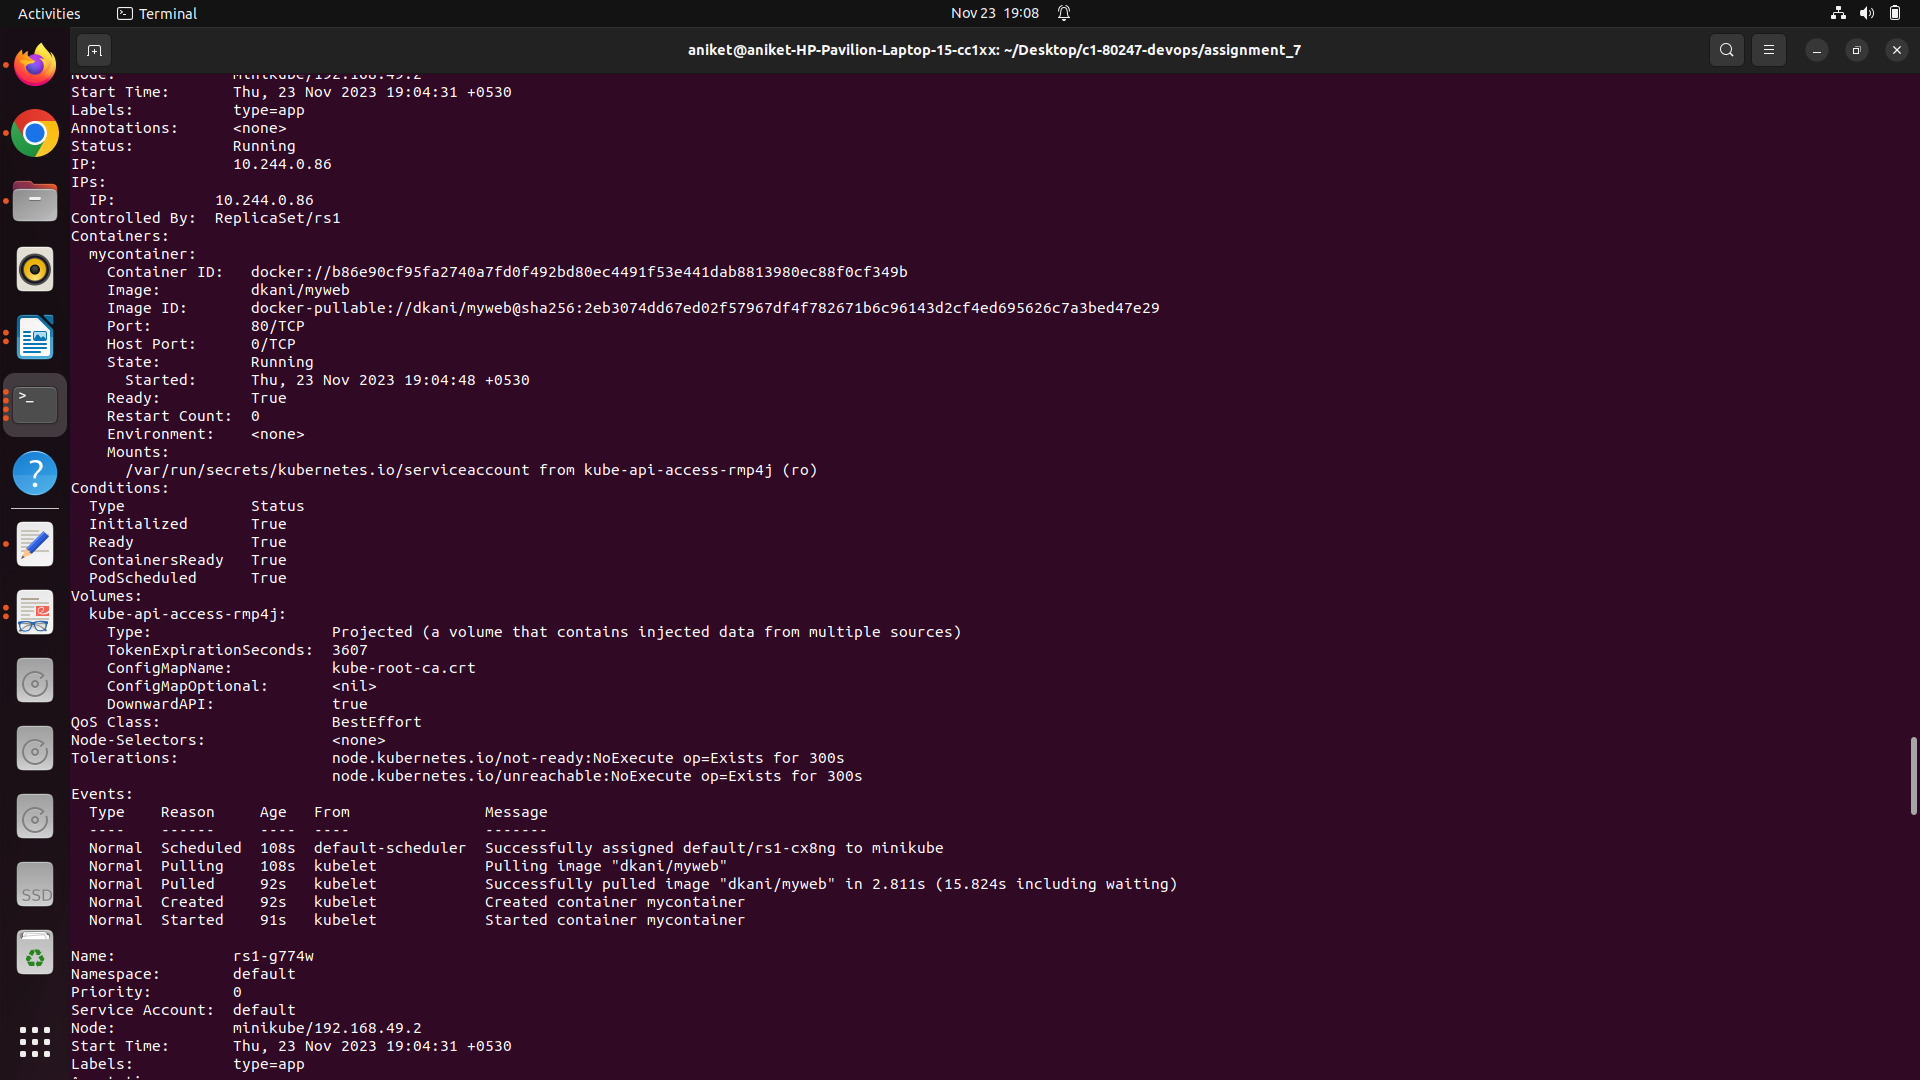 Activities Terminal Nov 23 19:08
aniket@aniket-HP-Pavilion-Laptop-15-cc1xx: ~/Desktop/c1-80247-devops/assignment_7
Node: minikube/192.168.49.2
Start Time: Thu, 23 Nov 2023 19:04:31 +0530
Labels: type=app
Annotations: <none>
Status: Running
IP: 10.244.0.86
IPs:
IP: 10.244.0.86
Controlled By: ReplicaSet/rs1
Containers:
mycontainer:
Container ID: docker://b86e90cf95fa2740a7fd0f492bd80ec4491f53e441dab8813980ec88f0cf349b
Image: dkani/myweb
Image ID: docker-pullable://dkani/myweb@sha256:2eb3074dd67ed02f57967df4f782671b6c96143d2cf4ed695626c7a3bed47e29
Port: 80/TCP
Host Port: 0/TCP
State: Running
Started: Thu, 23 Nov 2023 19:04:48 +0530
Ready: True
Restart Count: 0
Environment: <none>
Mounts:
/var/run/secrets/kubernetes.io/serviceaccount from kube-api-access-rmp4j (ro)
Conditions:
Type Status
Initialized True
Ready True
ContainersReady True
PodScheduled True
Volumes:
kube-api-access-rmp4j:
Type: Projected (a volume that contains injected data from multiple sources)
TokenExpirationSeconds: 3607
ConfigMapName: kube-root-ca.crt
ConfigMapOptional: <nil>
DownwardAPI: true
QoS Class: BestEffort
Node-Selectors: <none>
Tolerations: node.kubernetes.io/not-ready:NoExecute op=Exists for 300s
node.kubernetes.io/unreachable:NoExecute op=Exists for 300s
Events:
Type Reason Age From Message
---- ------ ---- ---- -------
Normal Scheduled 108s default-scheduler Successfully assigned default/rs1-cx8ng to minikube
Normal Pulling 108s kubelet Pulling image "dkani/myweb"
Normal Pulled 92s kubelet Successfully pulled image "dkani/myweb" in 2.811s (15.824s including waiting)
Normal Created 92s kubelet Created container mycontainer
Normal Started 91s kubelet Started container mycontainer
Name: rs1-g774w
Namespace: default
Priority: 0
Service Account: default
Node: minikube/192.168.49.2
Start Time: Thu, 23 Nov 2023 19:04:31 +0530
Labels: type=app
SSD